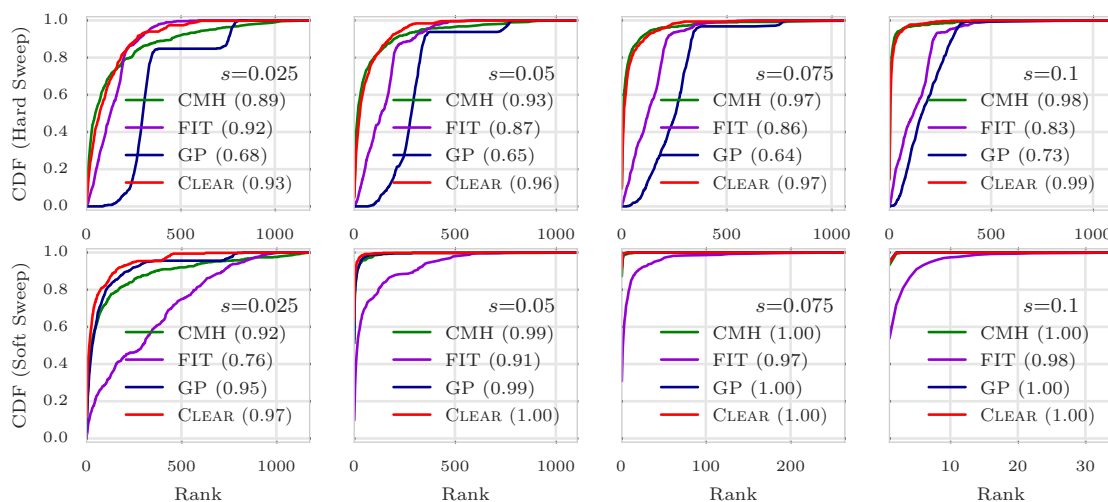 CDF (Hard Sweep)
1.0
0.8
0.6
0.4
0.2
0.0
s=0.025
CMH (0.89)
FIT (0.92)
GP (0.68)
CLEAR (0.93)
0 500 1000
s=0.05
CMH (0.93)
FIT (0.87)
GP (0.65)
CLEAR (0.96)
0 500 1000
s=0.075
CMH (0.97)
FIT (0.86)
GP (0.64)
CLEAR (0.97)
0 500 1000
s=0.1
CMH (0.98)
FIT (0.83)
GP (0.73)
CLEAR (0.99)
0 500 1000
CDF (Soft Sweep)
1.0
0.8
0.6
0.4
0.2
0.0
s=0.025
CMH (0.92)
FIT (0.76)
GP (0.95)
CLEAR (0.97)
0 500 1000
Rank
s=0.05
CMH (0.99)
FIT (0.91)
GP (0.99)
CLEAR (1.00)
0 500 1000
Rank
s=0.075
CMH (1.00)
FIT (0.97)
GP (1.00)
CLEAR (1.00)
0 100 200
Rank
s=0.1
CMH (1.00)
FIT (0.98)
GP (1.00)
CLEAR (1.00)
10 20 30
Rank